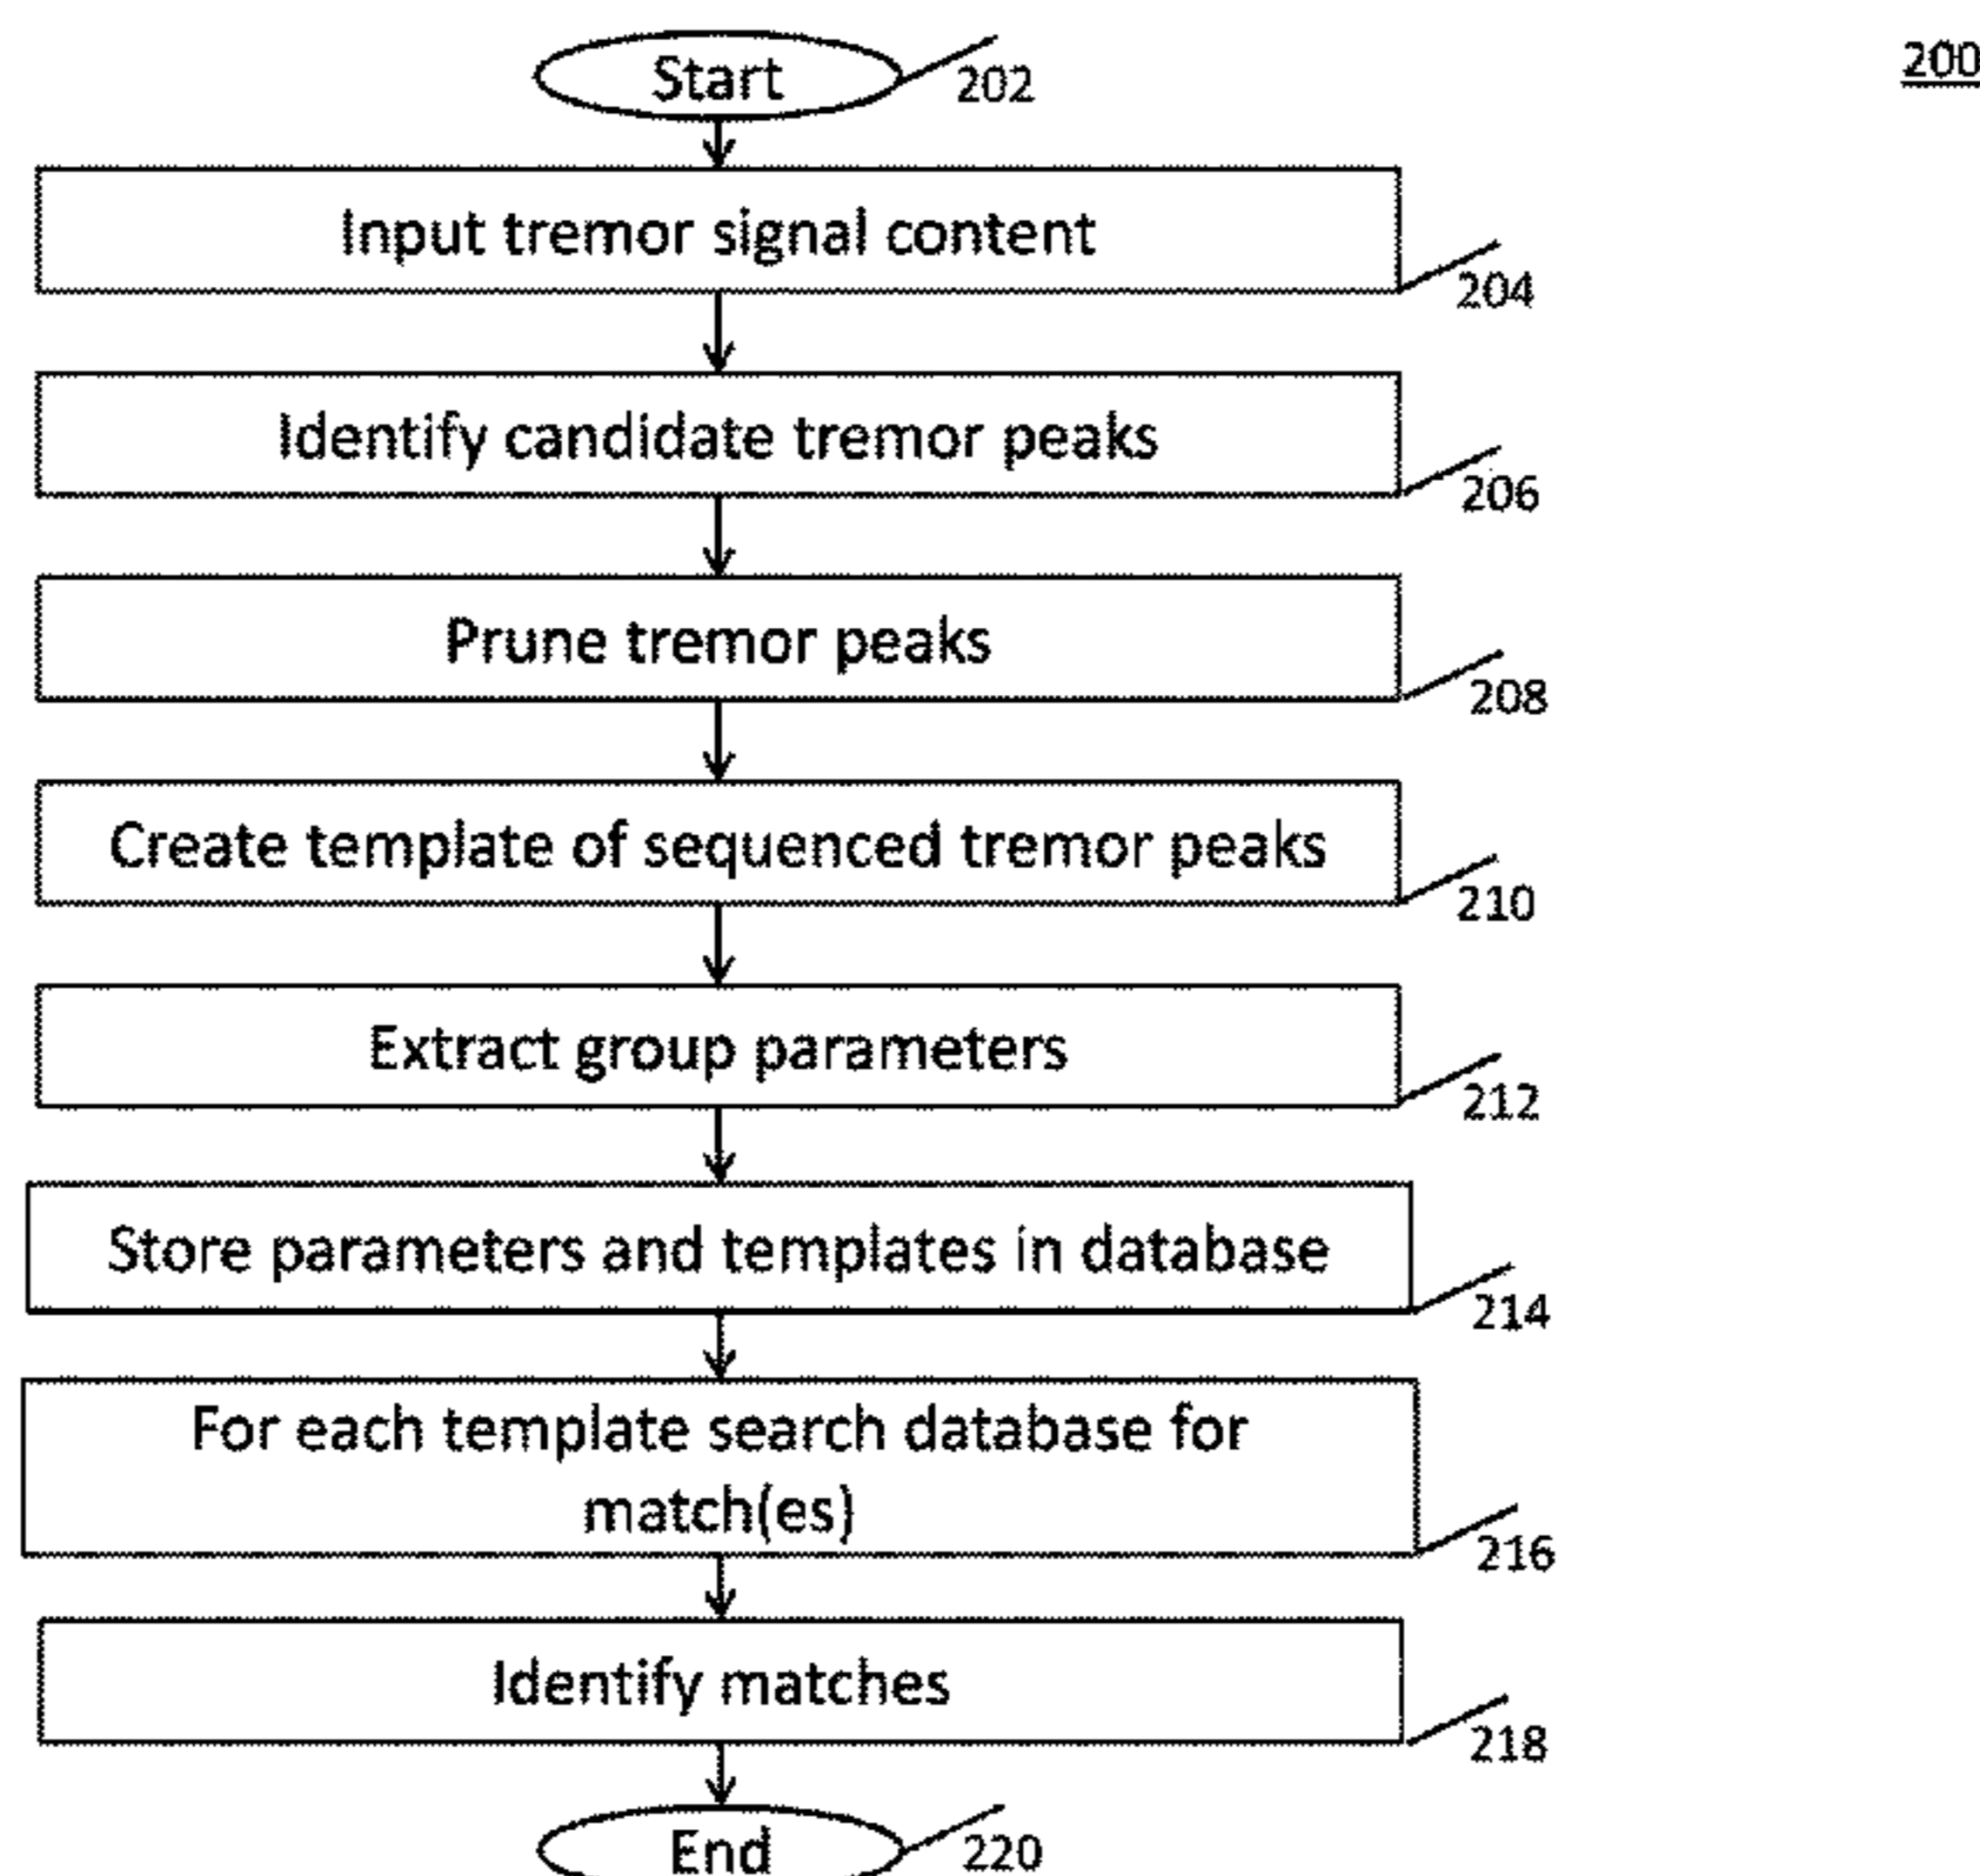 200
Start
202
Input tremor signal content
204
Identify candidate tremor peaks
206
Prune tremor peaks
208
Create template of sequenced tremor peaks
210
Extract group parameters
212
Store parameters and templates in database
214
For each template search database for
match(es)
216
Identify matches
218
End
220